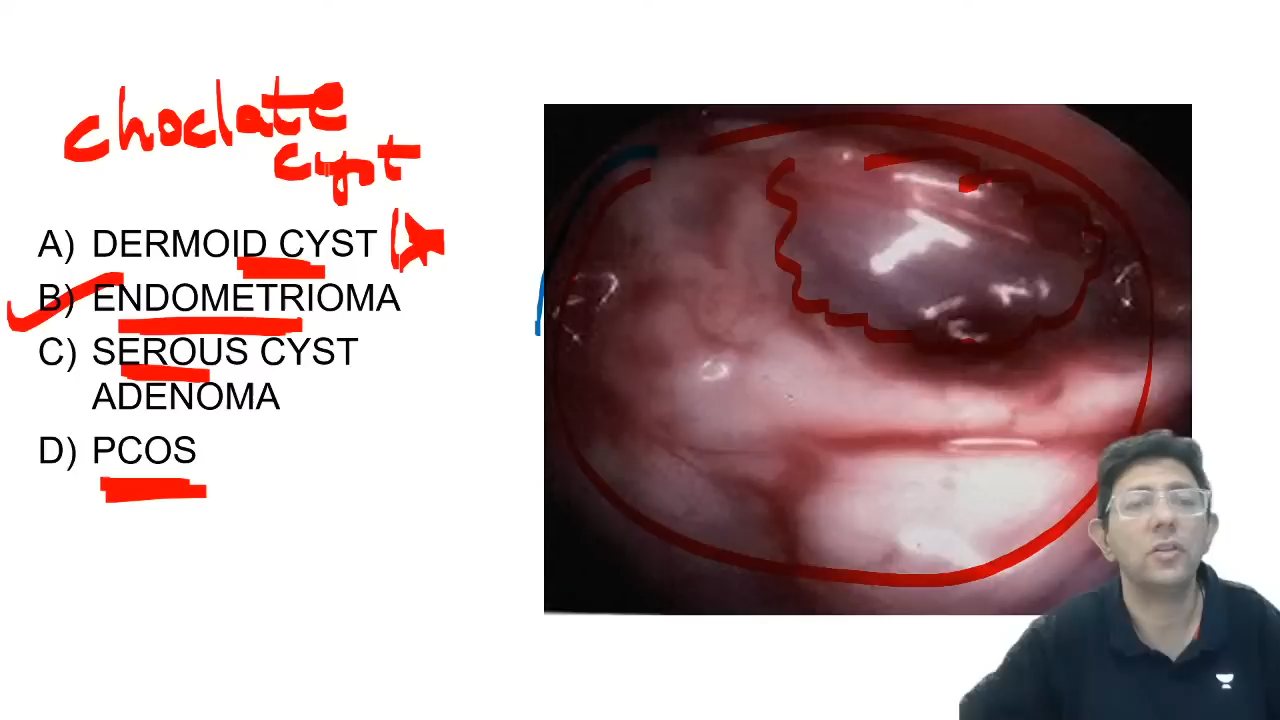 choclate
cyst
A) DERMOID CYST
B) ENDOMETRIOMA
C) SEROUS CYST
ADENOMA
D) PCOS